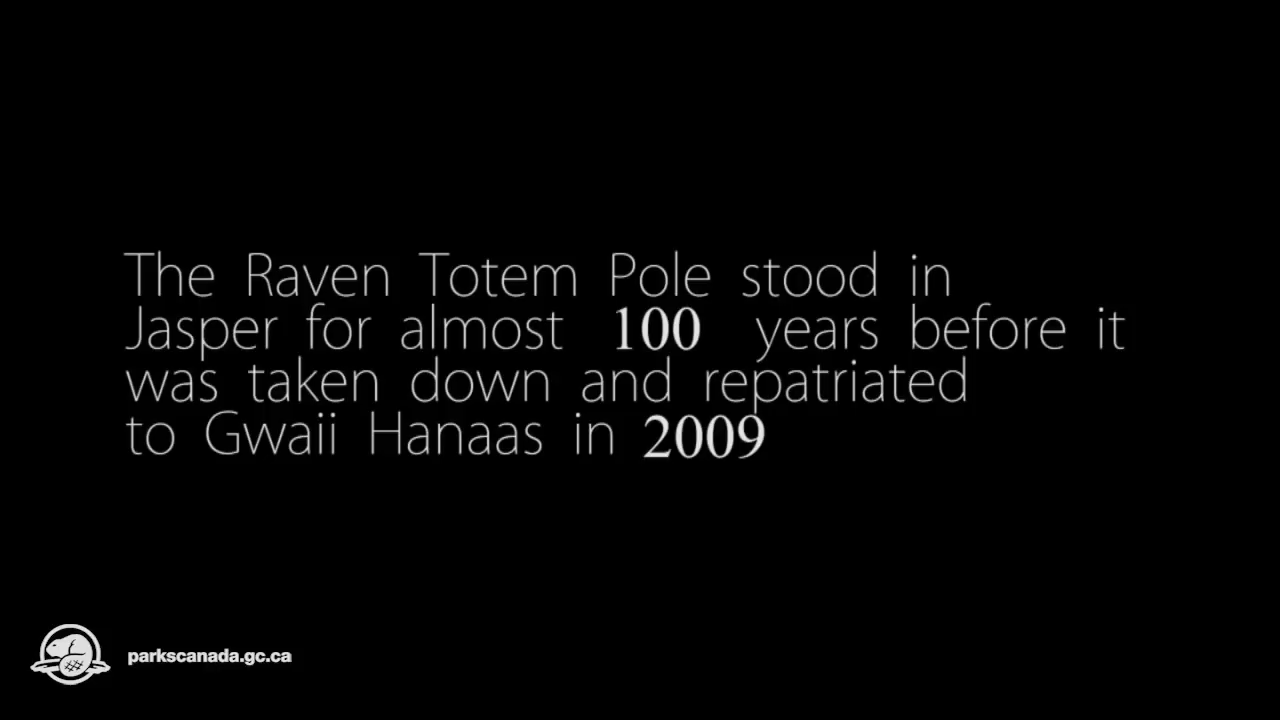 The Raven Totem Pole stood in
Jasper for almost 100 years before it
was taken down and repatriated
to Gwaii Hanaas in 2009
parkscanada.gc.ca